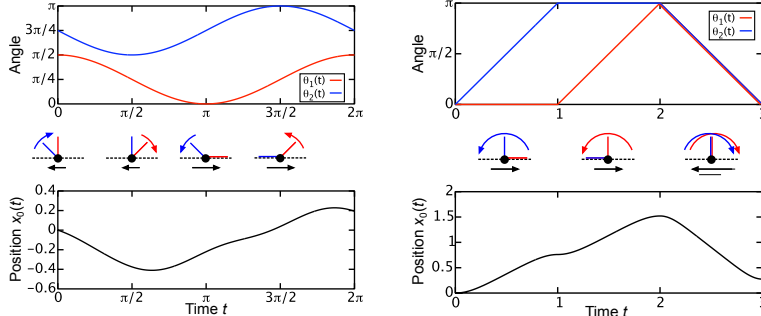 π
3π/4
π/2
π/4
0
Angle
θ1(t)
θ2(t)
0
π/2
π
3π/2
2π
0.4
0.2
0
-0.2
-0.4
-0.6
Position x0(t)
0
π/2
π
3π/2
2π
Time t
π
π/2
0
Angle
θ1(t)
θ2(t)
0
1
2
3
2
1.5
1
0.5
0
Position x0(t)
0
1
2
3
Time t